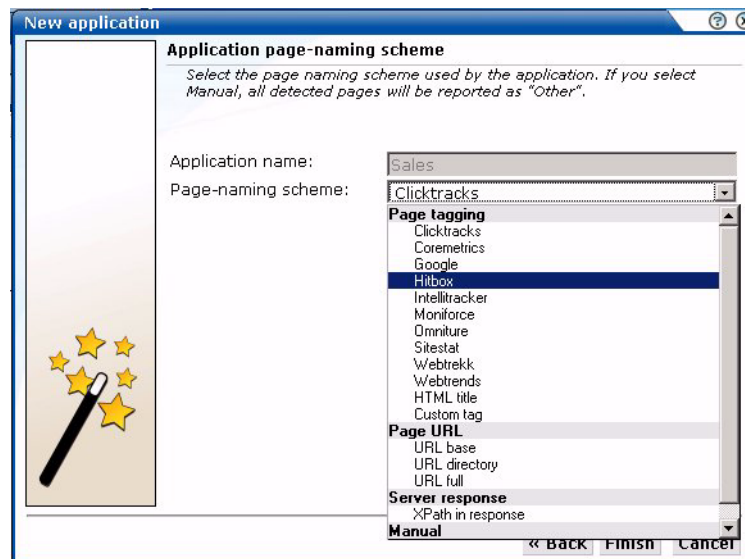 New application
Application page-naming scheme
Select the page naming scheme used by the application. If you select
Manual, all detected pages will be reported as "Other".
Application name:
Sales
Page-naming scheme:
Clicktracks
Page tagging
Clicktracks
Coremetrics
Google
Hitbox
Intellitracker
Moniforce
Omniture
Sitestat
Webtrekk
Webtrends
HTML title
Custom tag
Page URL
URL base
URL directory
URL full
Server response
XPath in response
Manual
« Back Finish Cancel